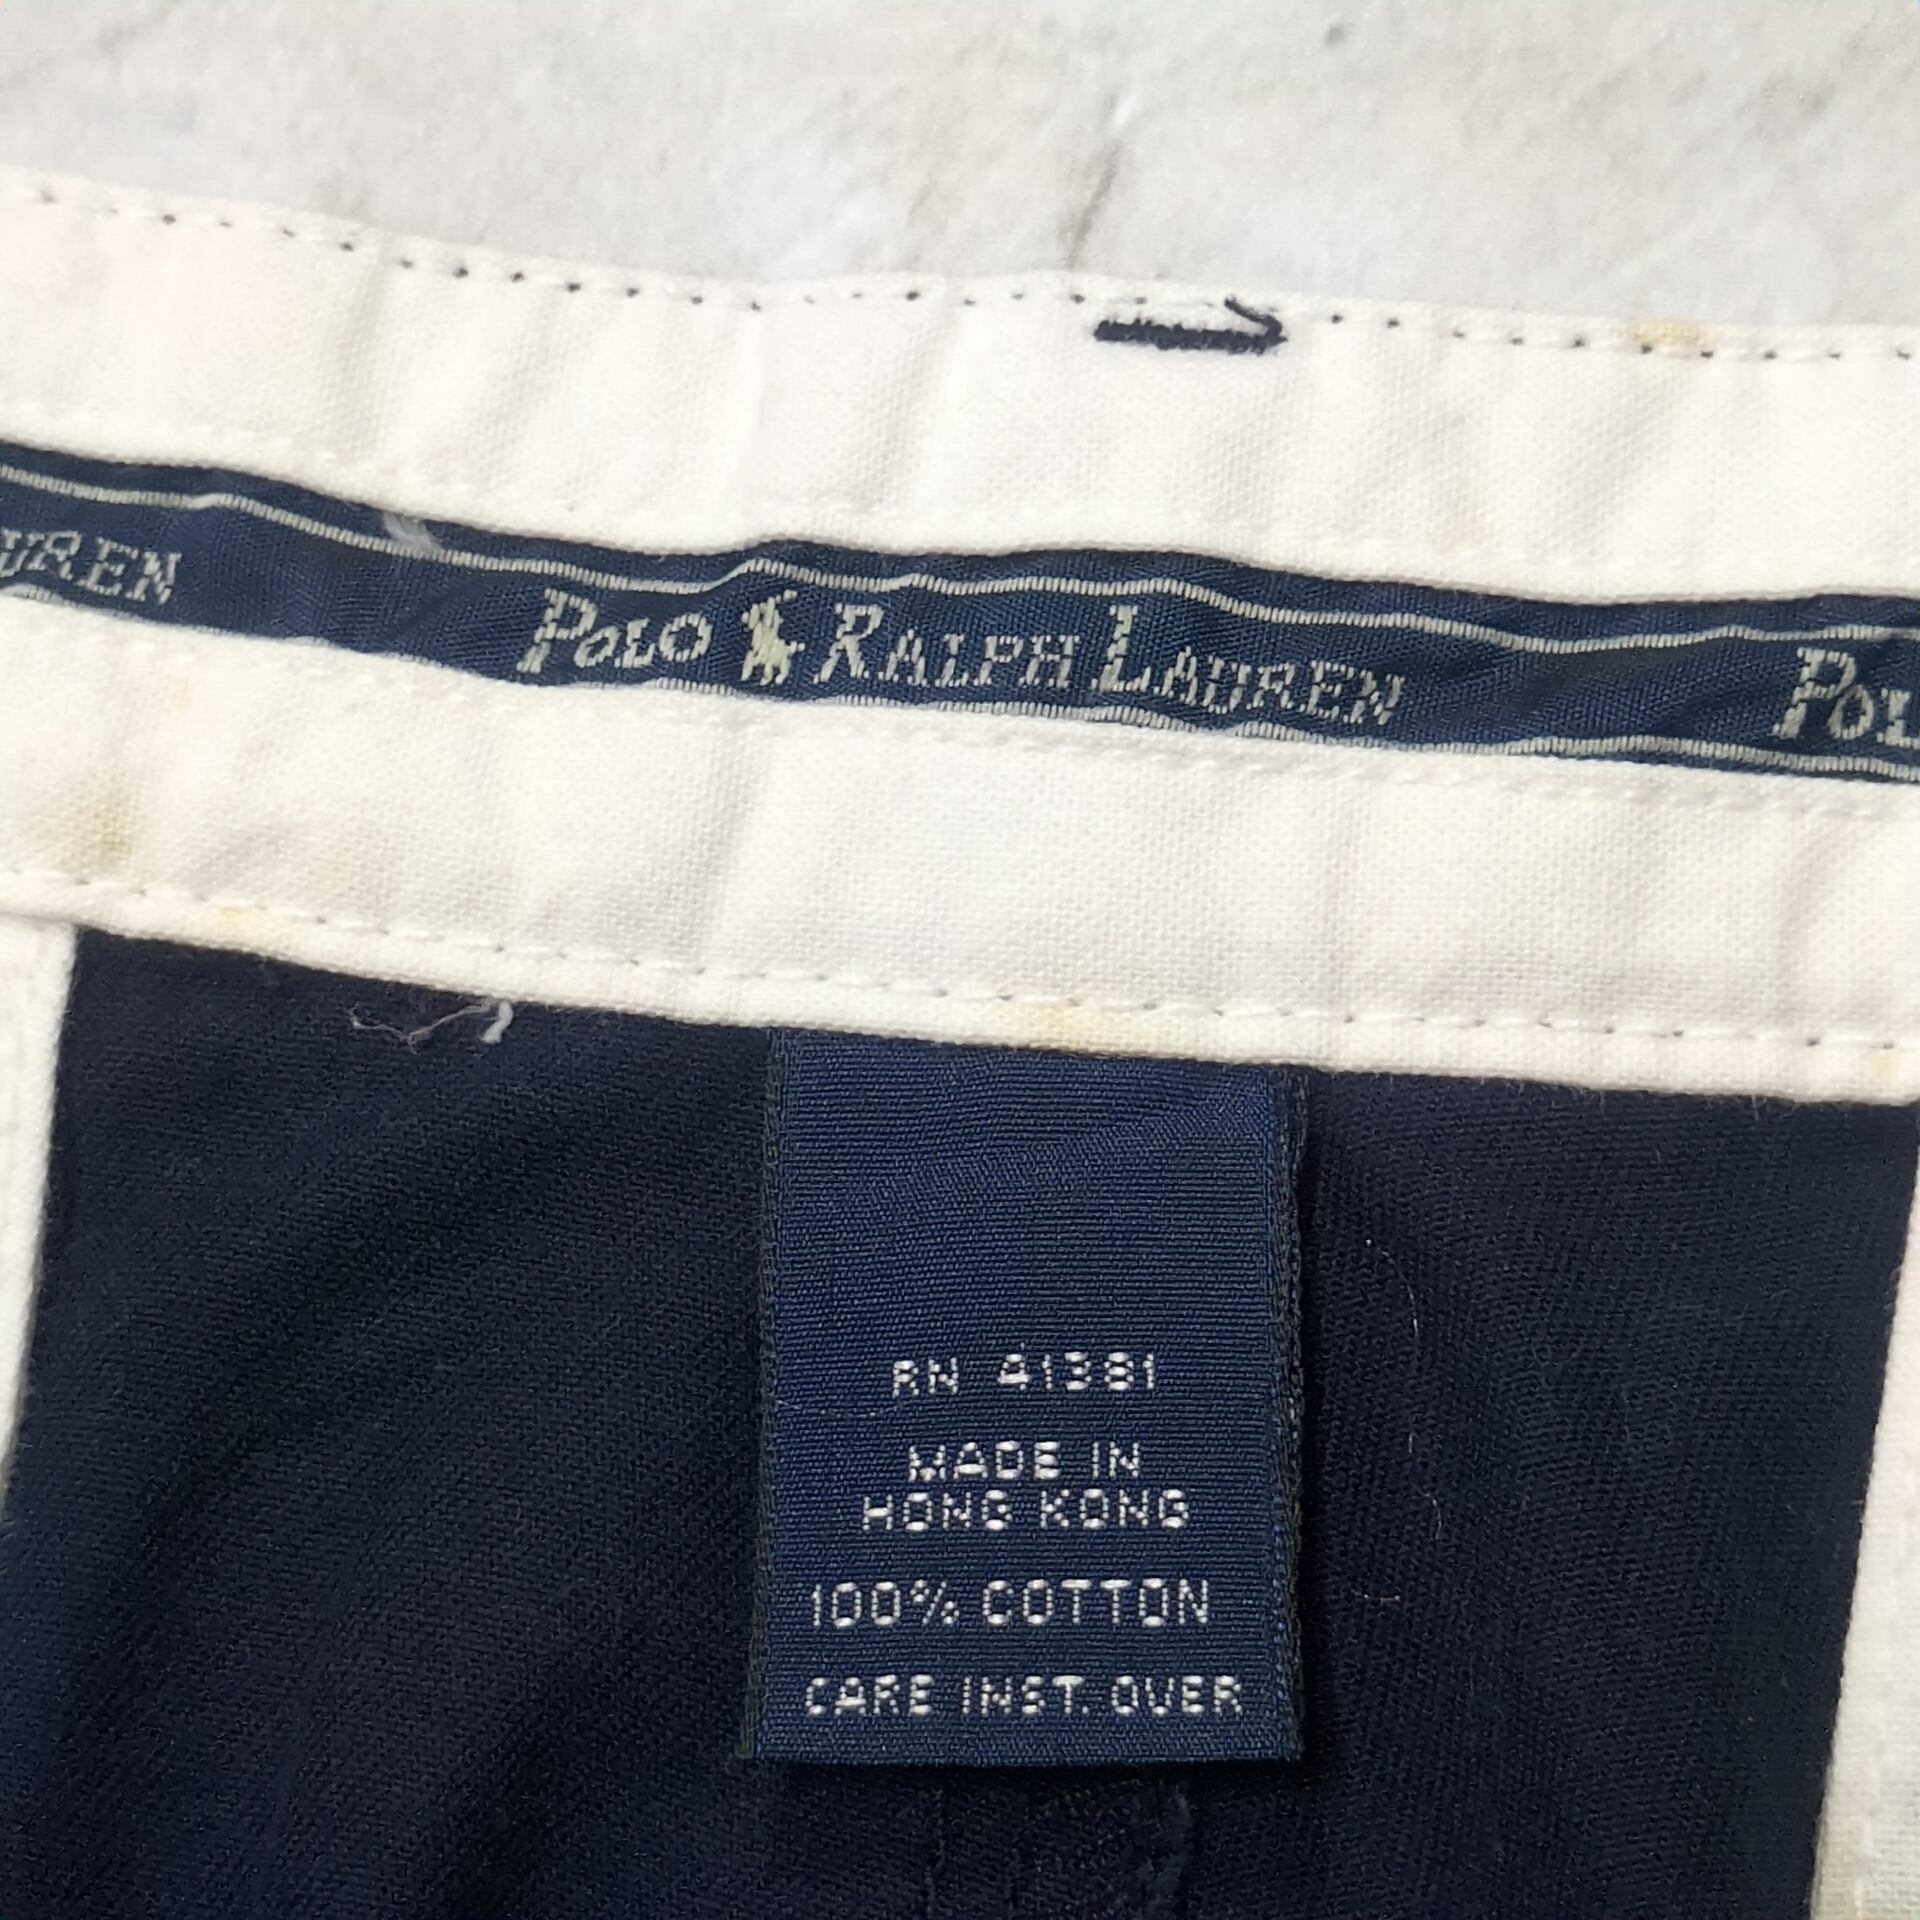 UREN POLO RALPH LAUREN POL
RN 41381
MADE IN
HONG KONG
100% COTTON
CARE INST. OVER